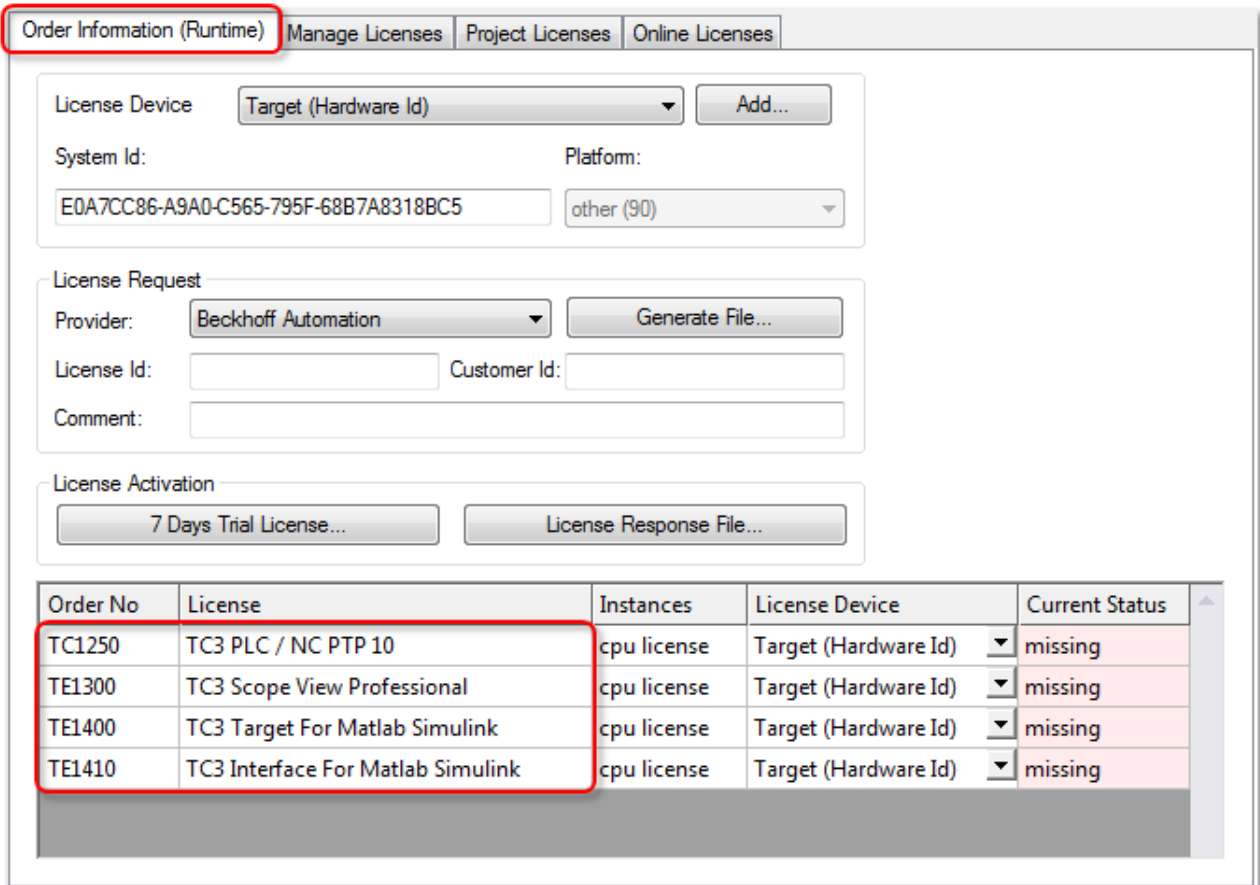 Order Information (Runtime) Manage Licenses Project Licenses Online Licenses
License Device Target (Hardware Id) Add...
System Id: Platform:
E0A7CC86-A9A0-C565-795F-68B7A8318BC5 other (90)
License Request
Provider: Beckhoff Automation Generate File...
License Id: Customer Id:
Comment:
License Activation
7 Days Trial License... License Response File...
Order No License Instances License Device Current Status
TC1250 TC3 PLC / NC PTP 10 cpu license Target (Hardware Id) missing
TE1300 TC3 Scope View Professional cpu license Target (Hardware Id) missing
TE1400 TC3 Target For Matlab Simulink cpu license Target (Hardware Id) missing
TE1410 TC3 Interface For Matlab Simulink cpu license Target (Hardware Id) missing